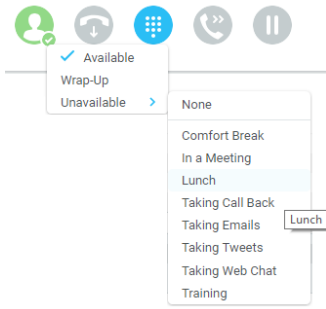 Available
Wrap-Up
Unavailable
None
Comfort Break
In a Meeting
Lunch
Taking Call Back
Taking Emails
Lunch
Taking Tweets
Taking Web Chat
Training